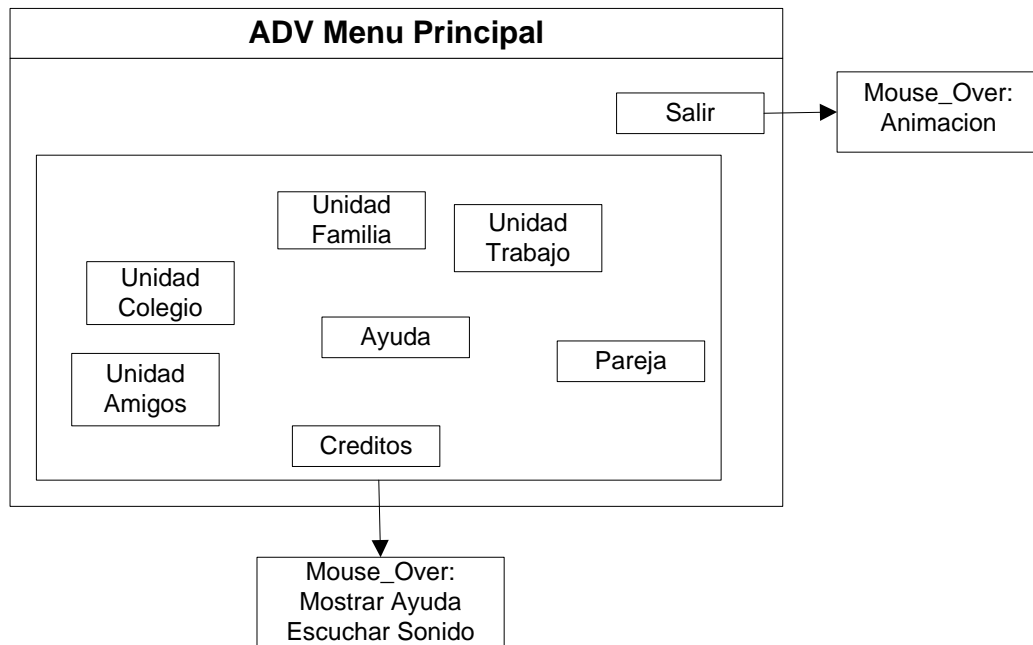 ADV Menu Principal
Salir
Mouse_Over:
Animacion
Unidad
Familia
Unidad
Trabajo
Unidad
Colegio
Ayuda
Pareja
Unidad
Amigos
Creditos
Mouse_Over:
Mostrar Ayuda
Escuchar Sonido